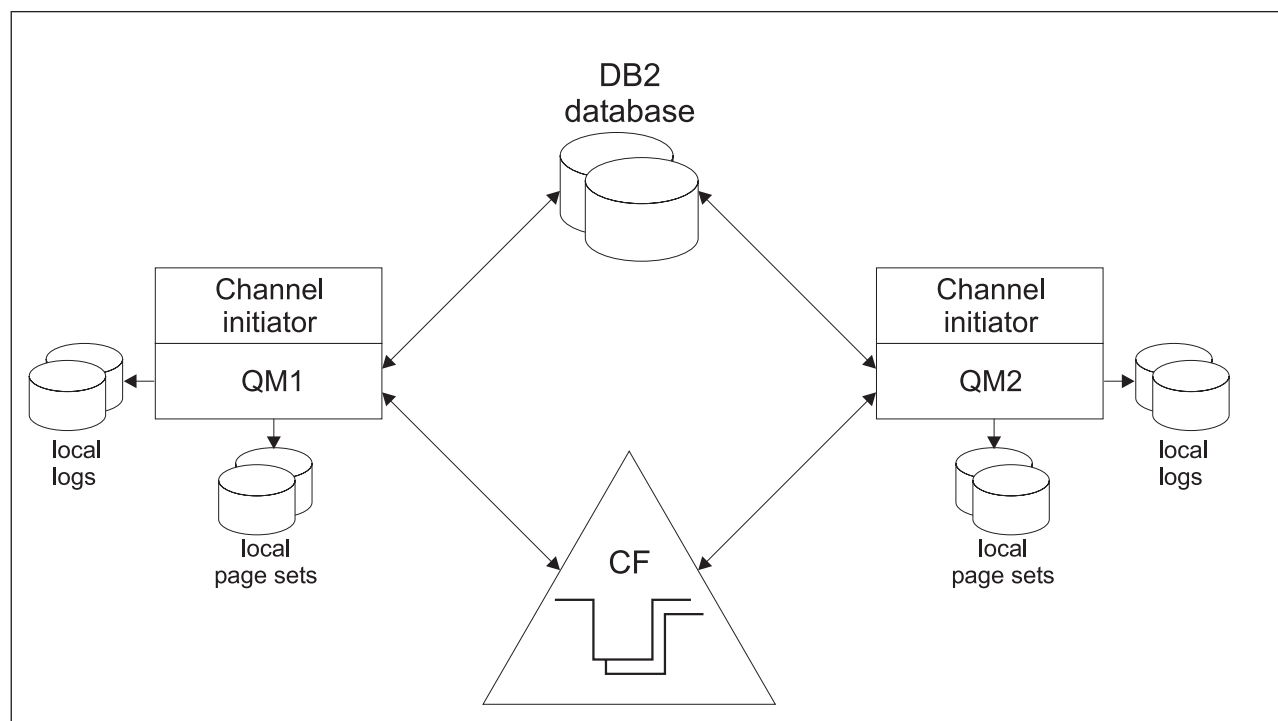 DB2
database
Channel
initiator
QM1
local
logs
local
page sets
Channel
initiator
QM2
local
logs
local
page sets
CF